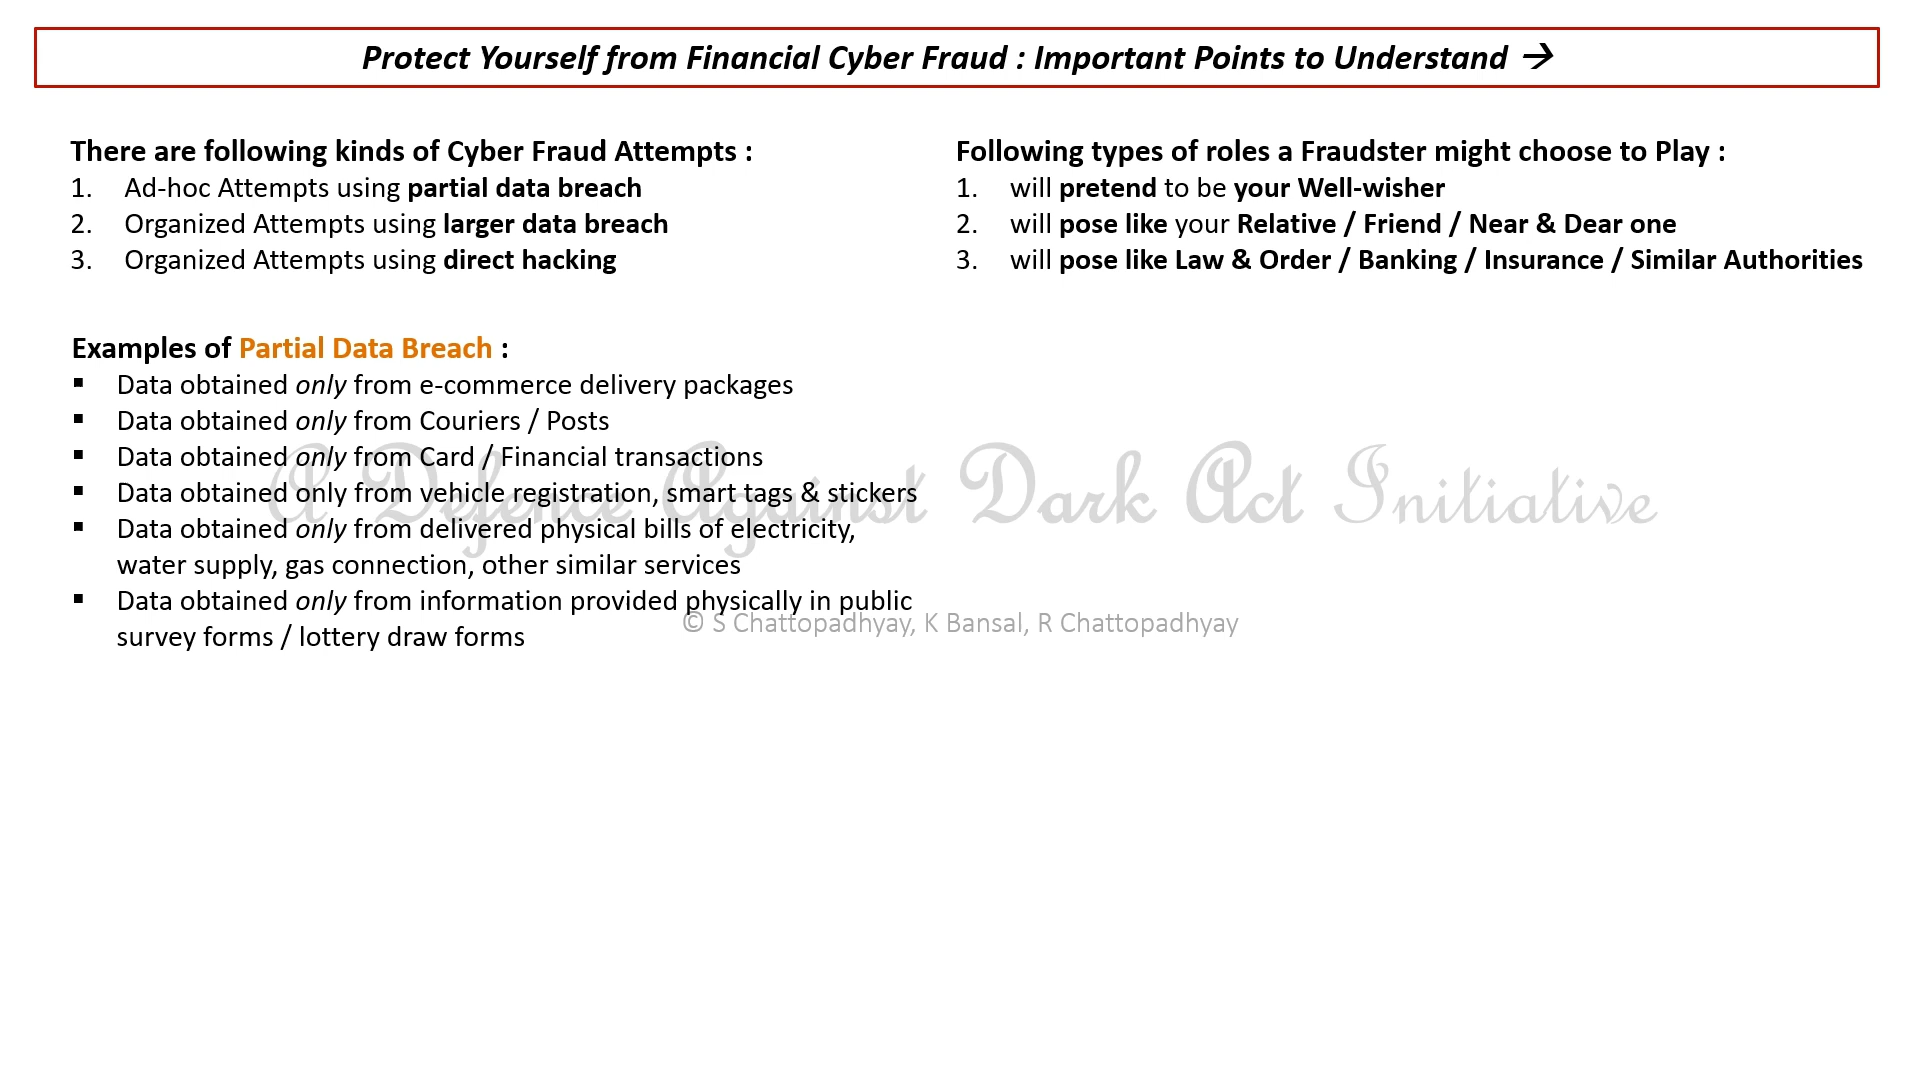 Protect Yourself from Financial Cyber Fraud : Important Points to Understand →
There are following kinds of Cyber Fraud Attempts :
1. Ad-hoc Attempts using partial data breach
2. Organized Attempts using larger data breach
3. Organized Attempts using direct hacking
Following types of roles a Fraudster might choose to Play :
1. will pretend to be your Well-wisher
2. will pose like your Relative / Friend / Near & Dear one
3. will pose like Law & Order / Banking / Insurance / Similar Authorities
Examples of Partial Data Breach :
▪ Data obtained only from e-commerce delivery packages
▪ Data obtained only from Couriers / Posts
▪ Data obtained only from Card / Financial transactions
▪ Data obtained only from vehicle registration, smart tags & stickers
▪ Data obtained only from delivered physical bills of electricity,
water supply, gas connection, other similar services
▪ Data obtained only from information provided physically in public
survey forms / lottery draw forms
A Defence Against Dark Act Initiative
© S Chattopadhyay, K Bansal, R Chattopadhyay